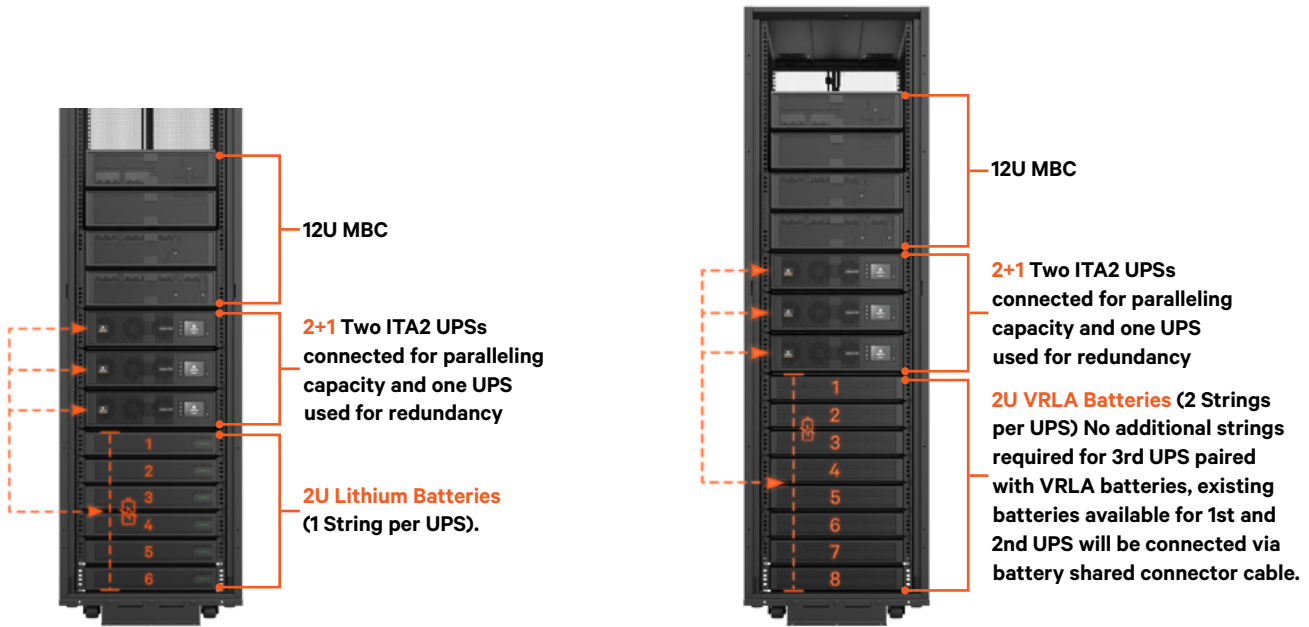 12U MBC
2+1 Two ITA2 UPSs
connected for paralleling
capacity and one UPS
used for redundancy
1
2
3
4
5
6
2U Lithium Batteries
(1 String per UPS).
12U MBC
2+1 Two ITA2 UPSs
connected for paralleling
capacity and one UPS
used for redundancy
1
2
3
4
5
6
7
8
2U VRLA Batteries (2 Strings
per UPS) No additional strings
required for 3rd UPS paired
with VRLA batteries, existing
batteries available for 1st and
2nd UPS will be connected via
battery shared connector cable.